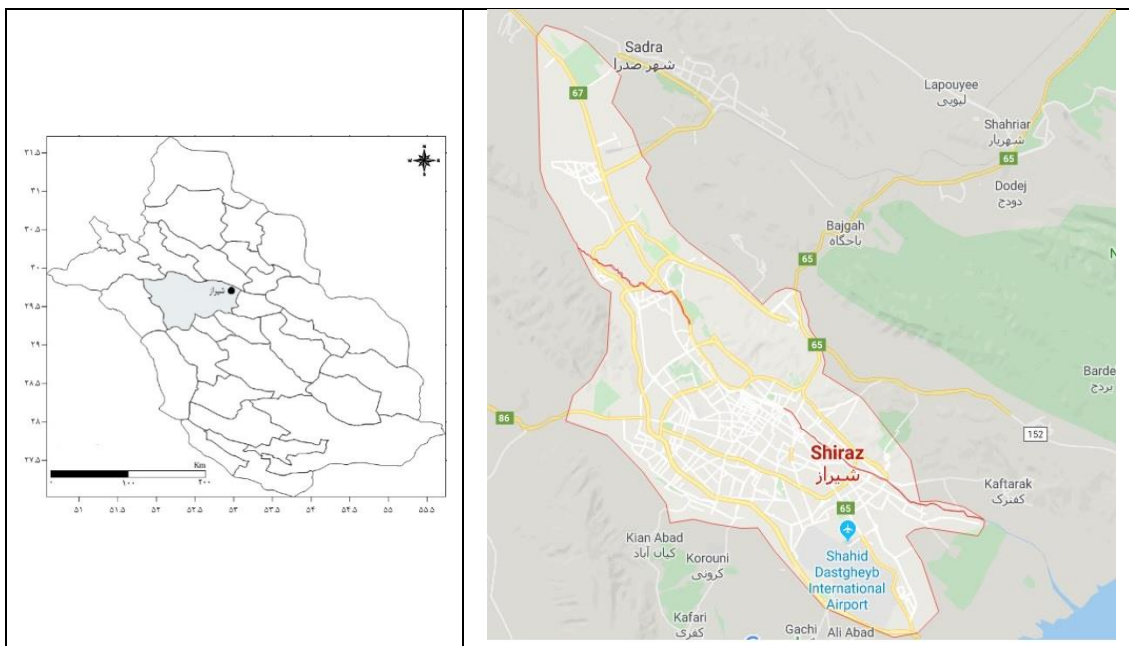 ۳۱.۵
۳۱
۳۰.۵
۳۰
۲۹.۵
۲۹
۲۸.۵
۲۸
۲۷.۵
شیراز
Km
۰ ۱۰۰ ۲۰۰
۵۱ ۵۱.۵ ۵۲ ۵۲.۵ ۵۳ ۵۳.۵ ۵۴ ۵۴.۵ ۵۵ ۵۵.۵
Sadra
شهر صدرا
67
Lapouyee
لپویی
Shahriar
شهریار
65
Dodej
دودج
Bajgah
باجگاه
65
N
65
Barde
بردج
86
152
Shiraz
شیراز
Kaftarak
کفترک
65
Kian Abad
کیان آباد
Korouni
کرونی
Shahid
Dastgheyb
International
Airport
Kafari
کفری
Gachi
Ali Abad